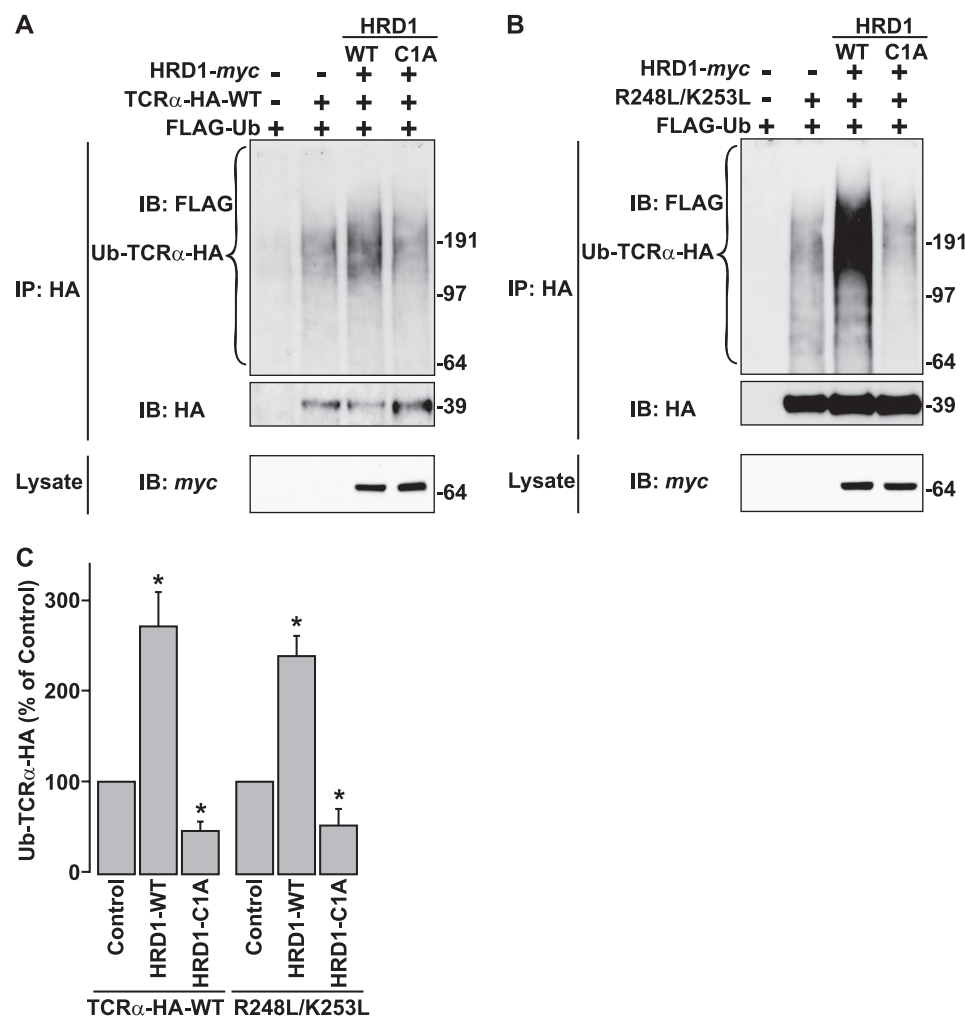 A
HRD1
WT C1A
HRD1-myc - - + +
TCRα-HA-WT - + + +
FLAG-Ub + + + +
IB: FLAG
Ub-TCRα-HA
IP: HA
-191
-97
-64
IB: HA
-39
Lysate
IB: myc
-64
B
HRD1
WT C1A
HRD1-myc - - + +
R248L/K253L - + + +
FLAG-Ub + + + +
IB: FLAG
Ub-TCRα-HA
IP: HA
-191
-97
-64
IB: HA
-39
Lysate
IB: myc
-64
C
Ub-TCRα-HA (% of Control)
300
200
100
0
* * * *
Control
HRD1-WT
HRD1-C1A
Control
HRD1-WT
HRD1-C1A
TCRα-HA-WT
R248L/K253L